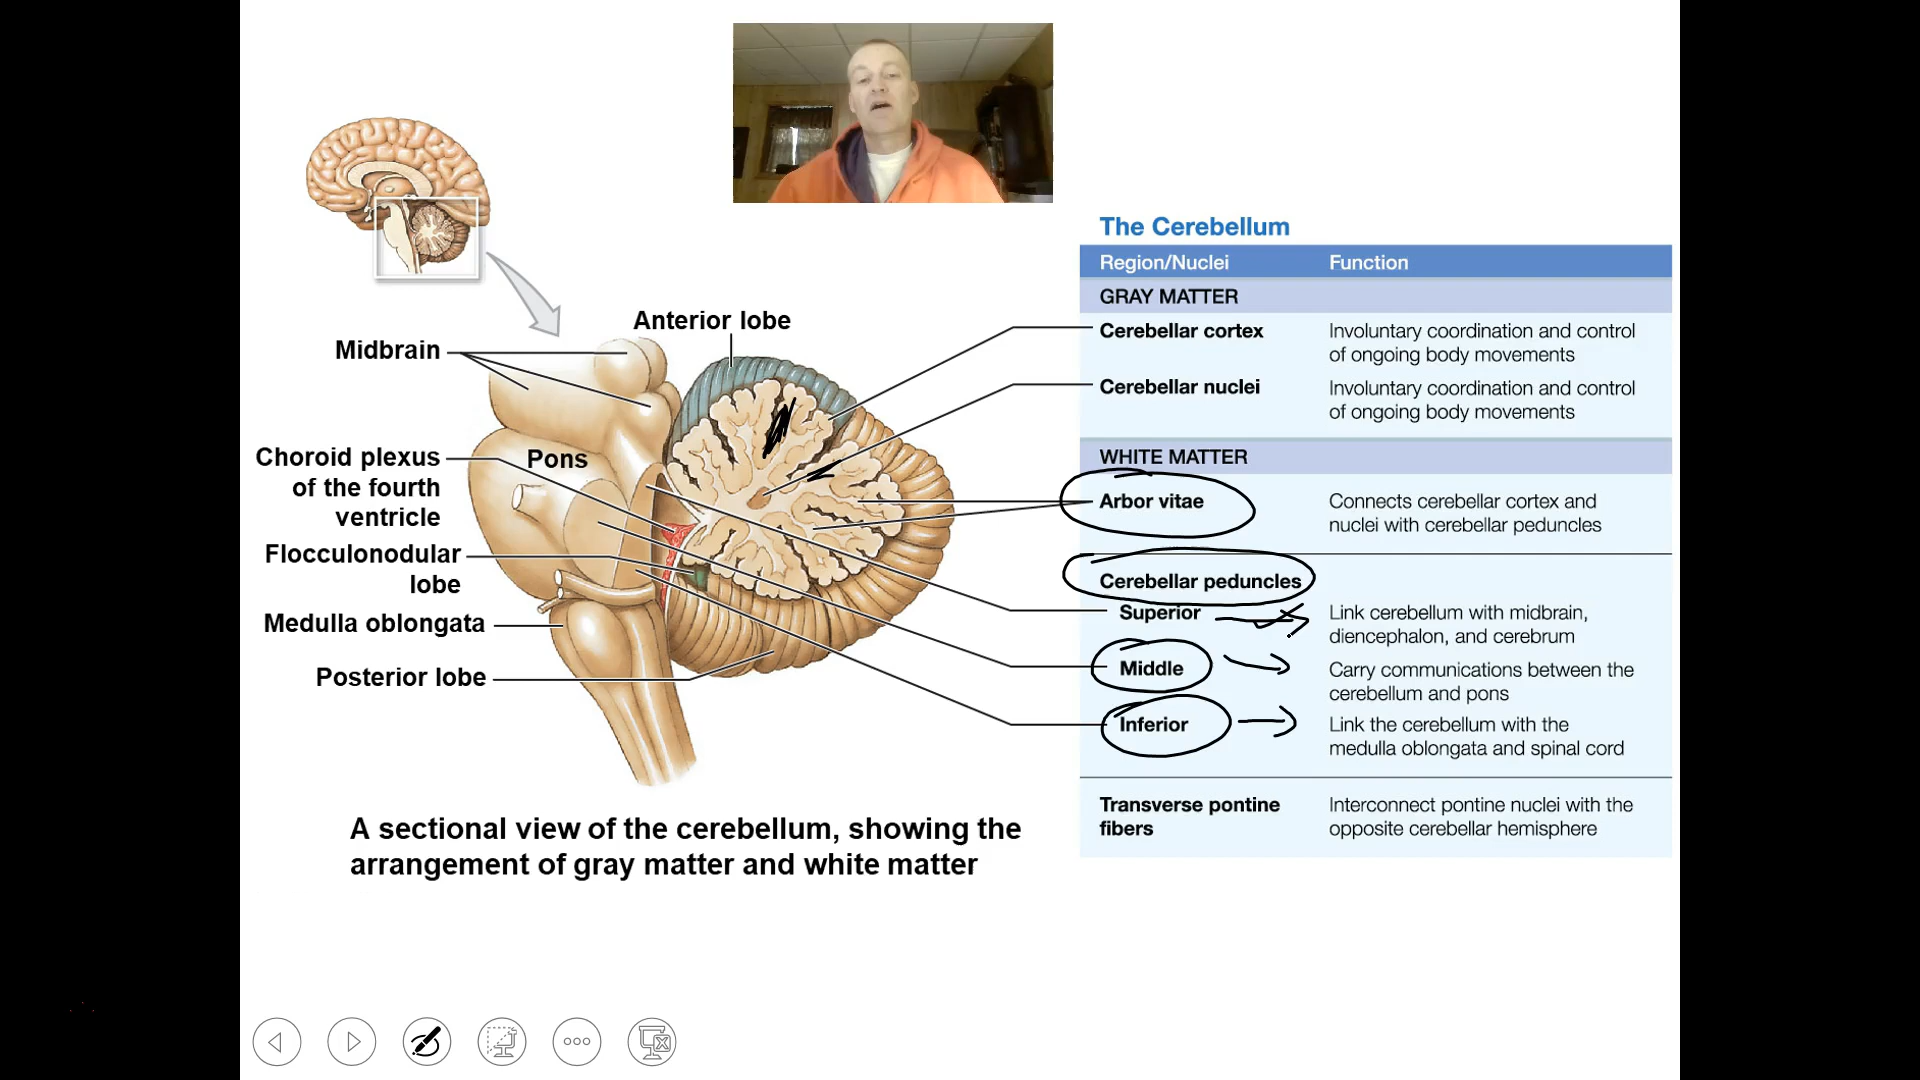 Anterior lobe
Midbrain
Choroid plexus
of the fourth
ventricle
Pons
Flocculonodular
lobe
Medulla oblongata
Posterior lobe
A sectional view of the cerebellum, showing the
arrangement of gray matter and white matter
The Cerebellum
Region/Nuclei Function
GRAY MATTER
Cerebellar cortex Involuntary coordination and control
of ongoing body movements
Cerebellar nuclei Involuntary coordination and control
of ongoing body movements
WHITE MATTER
Arbor vitae Connects cerebellar cortex and
nuclei with cerebellar peduncles
Cerebellar peduncles
Superior Link cerebellum with midbrain,
diencephalon, and cerebrum
Middle Carry communications between the
cerebellum and pons
Inferior Link the cerebellum with the
medulla oblongata and spinal cord
Transverse pontine Interconnect pontine nuclei with the
fibers opposite cerebellar hemisphere